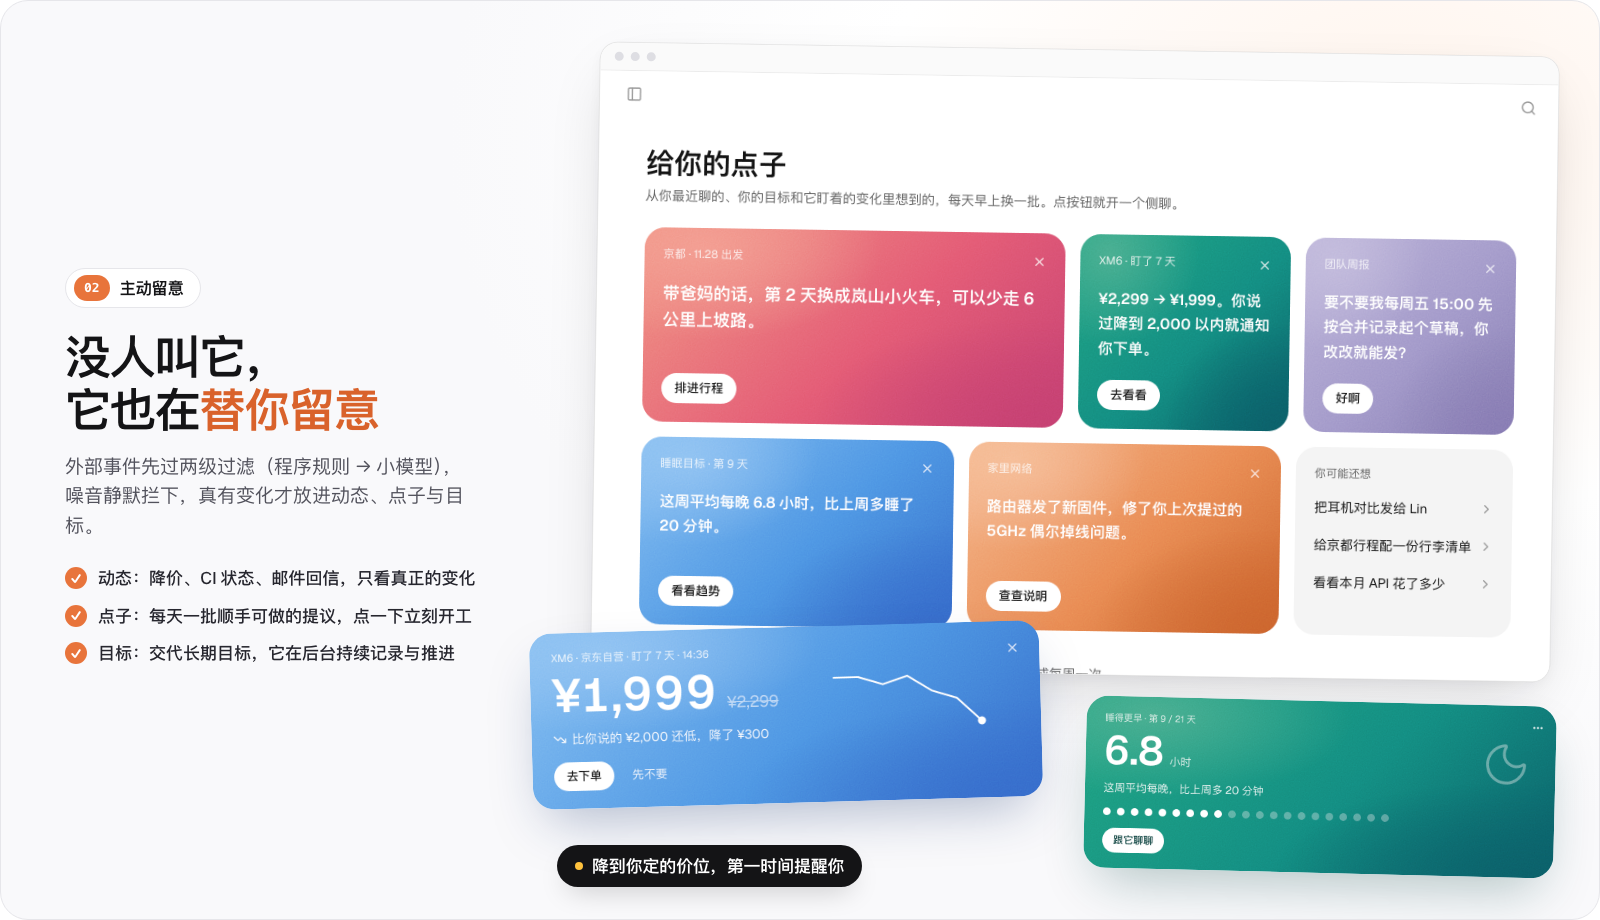 02 主动留意
没人叫它，
它也在替你留意
外部事件先过两级过滤（程序规则 → 小模型），
噪音静默拦下，真有变化才放进动态、点子与目
标。
动态：降价、CI 状态、邮件回信，只看真正的变化
点子：每天一批顺手可做的提议，点一下立刻开工
目标：交代长期目标，它在后台持续记录与推进
给你的点子
从你最近聊的、你的目标和它盯着的变化里想到的，每天早上换一批。点按钮就开一个侧聊。
京都 · 11.28 出发
带爸妈的话，第 2 天换成岚山小火车，可以少走 6
公里上坡路。
排进行程
XM6 · 盯了 7 天
¥2,299 → ¥1,999。你说
过降到 2,000 以内就通知
你下单。
去看看
团队周报
要不要我每周五 15:00 先
按合并记录起个草稿，你
改改就能发？
好啊
睡眠目标 · 第 9 天
这周平均每晚 6.8 小时，比上周多睡了
20 分钟。
看看趋势
家里网络
路由器发了新固件，修了你上次提过的
5GHz 偶尔掉线问题。
查查说明
你可能还想
把耳机对比发给 Lin
给京都行程配一份行李清单
看看本月 API 花了多少
XM6 · 京东自营 · 盯了 7 天 · 14:36
¥1,999 ¥2,299
比你说的 ¥2,000 还低，降了 ¥300
去下单 先不要
降到你定的价位，第一时间提醒你
睡得更早 · 第 9 / 21 天
6.8 小时
这周平均每晚，比上周多 20 分钟
跟它聊聊